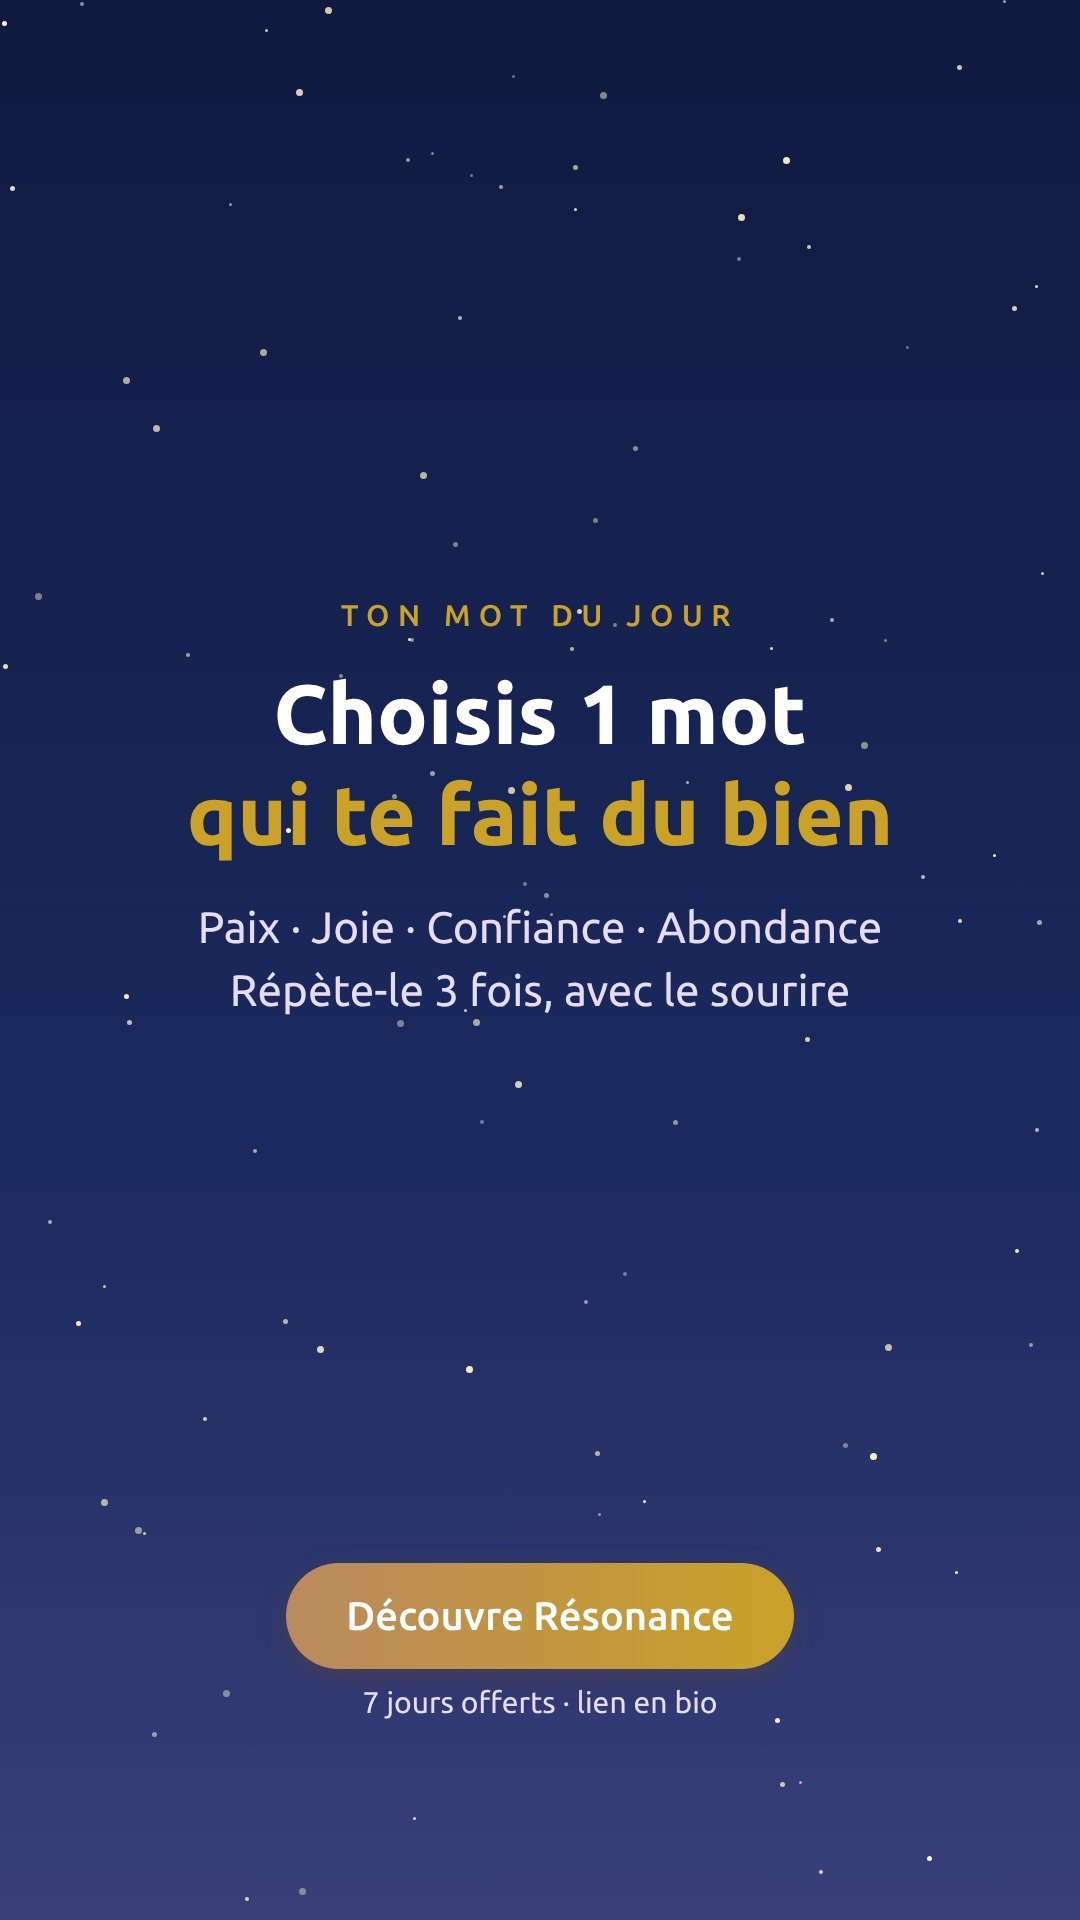 TON MOT DU JOUR
Choisis 1 mot
qui te fait du bien
Paix · Joie · Confiance · Abondance
Répète-le 3 fois, avec le sourire
Découvre Résonance
7 jours offerts · lien en bio